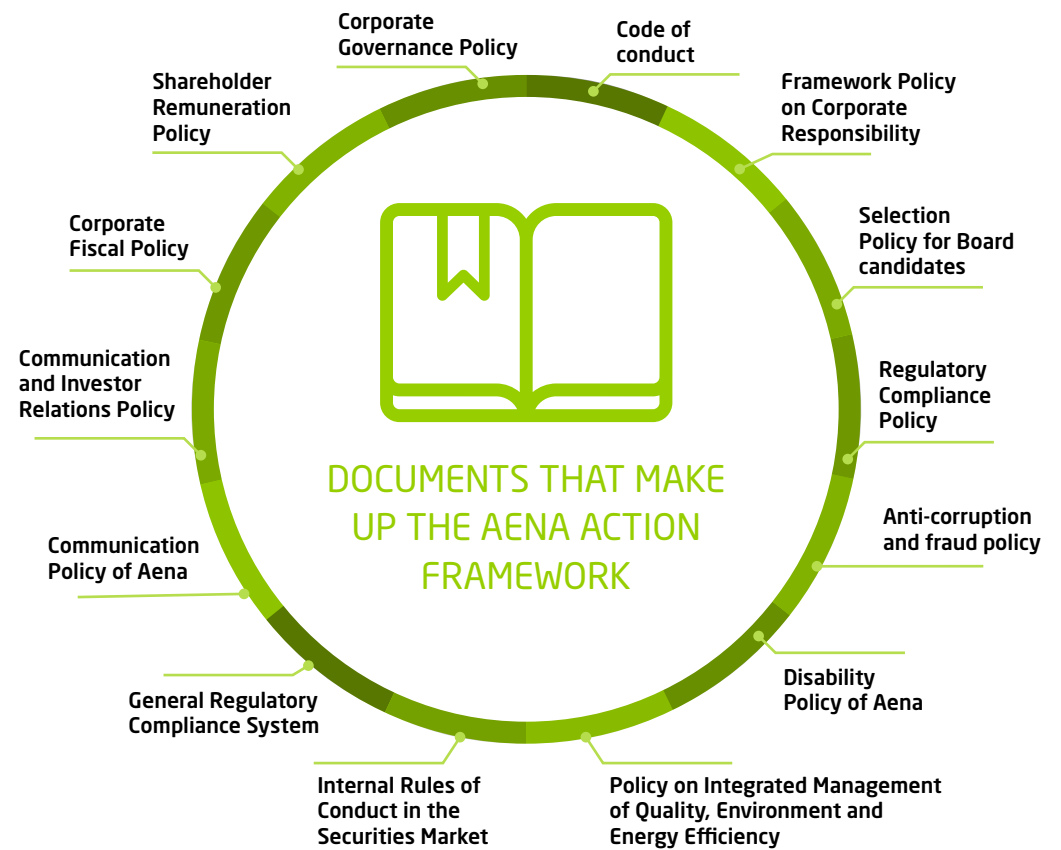 Corporate
Governance Policy
Code of
conduct
Framework Policy
on Corporate
Responsibility
Selection
Policy for Board
candidates
Regulatory
Compliance
Policy
Anti-corruption
and fraud policy
Disability
Policy of Aena
Policy on Integrated Management
of Quality, Environment and
Energy Efficiency
Internal Rules of
Conduct in the
Securities Market
General Regulatory
Compliance System
Communication
Policy of Aena
Communication
and Investor
Relations Policy
Corporate
Fiscal Policy
Shareholder
Remuneration
Policy
DOCUMENTS THAT MAKE
UP THE AENA ACTION
FRAMEWORK